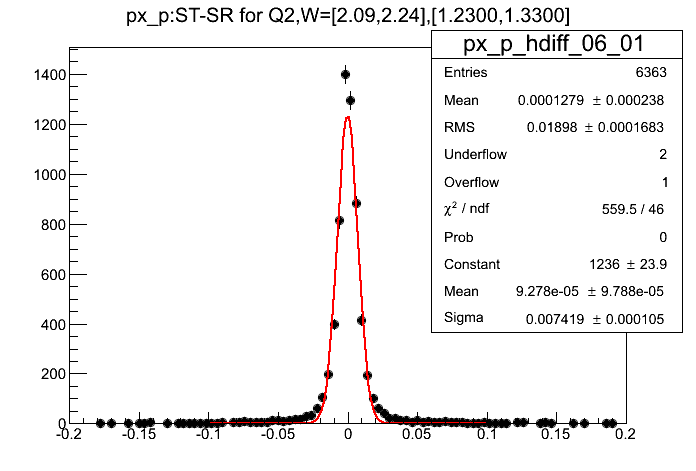 px_p:ST-SR for Q2,W=[2.09,2.24],[1.2300,1.3300]
px_p_hdiff_06_01
Entries 6363
Mean 0.0001279 ± 0.000238
RMS 0.01898 ± 0.0001683
Underflow 2
Overflow 1
χ² / ndf 559.5 / 46
Prob 0
Constant 1236 ± 23.9
Mean 9.278e-05 ± 9.788e-05
Sigma 0.007419 ± 0.000105
1400
1200
1000
800
600
400
200
0
-0.2 -0.15 -0.1 -0.05 0 0.05 0.1 0.15 0.2